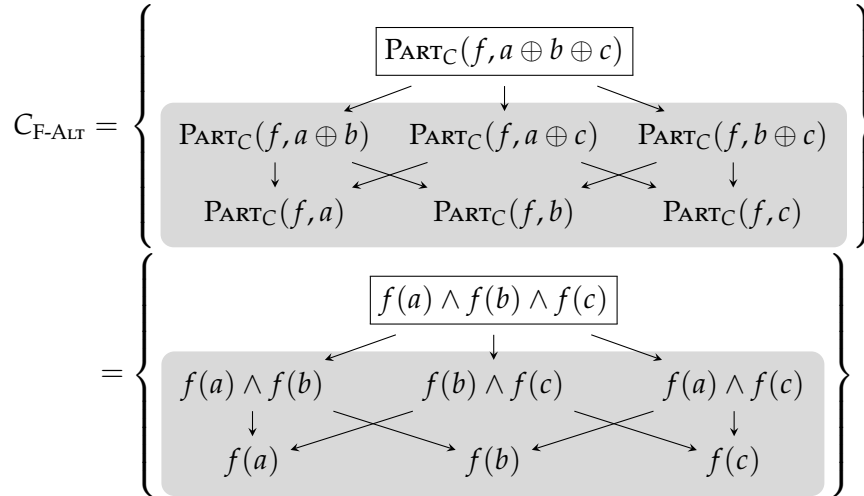 PART_C(f, a ⊕ b ⊕ c)
C_F-ALT =
PART_C(f, a ⊕ b) PART_C(f, a ⊕ c) PART_C(f, b ⊕ c)
PART_C(f, a) PART_C(f, b) PART_C(f, c)
f(a) ∧ f(b) ∧ f(c)
=
f(a) ∧ f(b) f(b) ∧ f(c) f(a) ∧ f(c)
f(a) f(b) f(c)